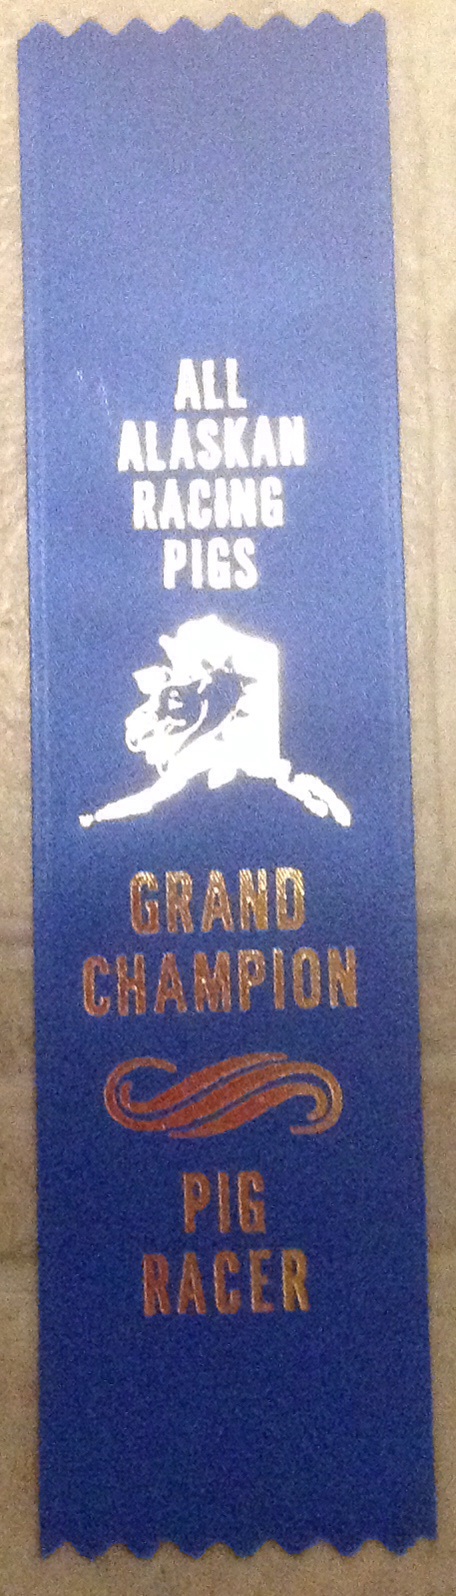 ALL
ALASKAN
RACING
PIGS
GRAND
CHAMPION
PIG
RACER